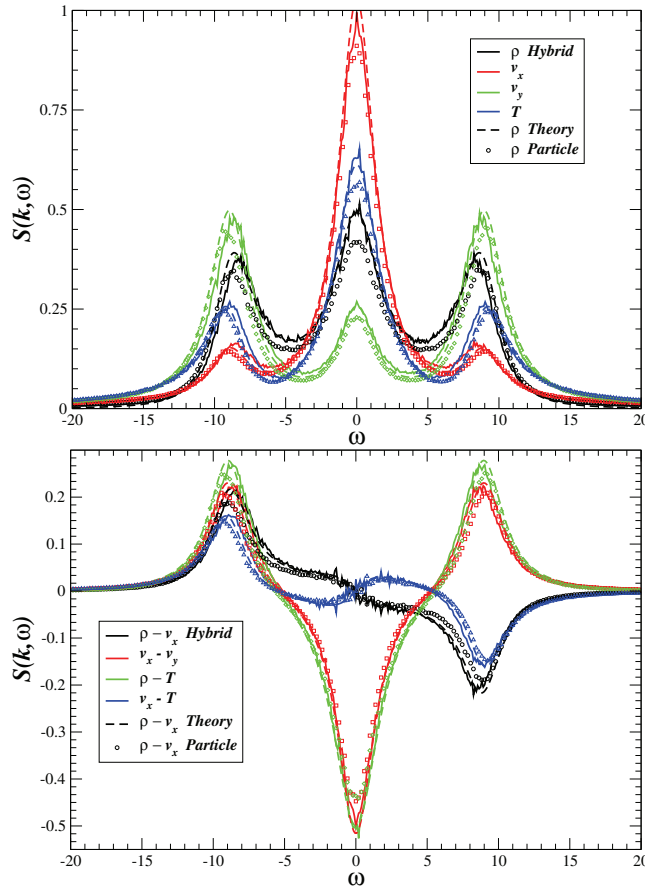 1
0.75
0.5
0.25
0
S(k,ω)
ρ Hybrid
v_x
v_y
T
ρ Theory
ρ Particle
-20 -15 -10 -5 0 5 10 15 20
ω
0.2
0.1
0
-0.1
-0.2
-0.3
-0.4
-0.5
S(k,ω)
ρ − v_x Hybrid
v_x - v_y
ρ − T
v_x - T
ρ − v_x Theory
ρ − v_x Particle
-20 -15 -10 -5 0 5 10 15 20
ω